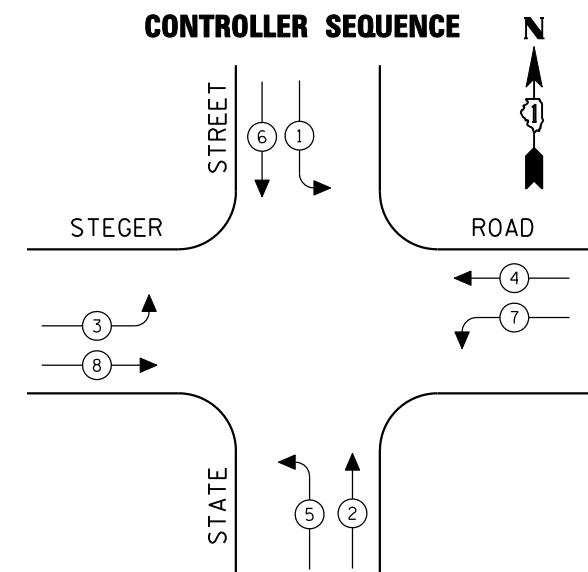 CONTROLLER SEQUENCE
N
1
STREET
6 1
STEGER
ROAD
4
3
7
8
STATE
5 2